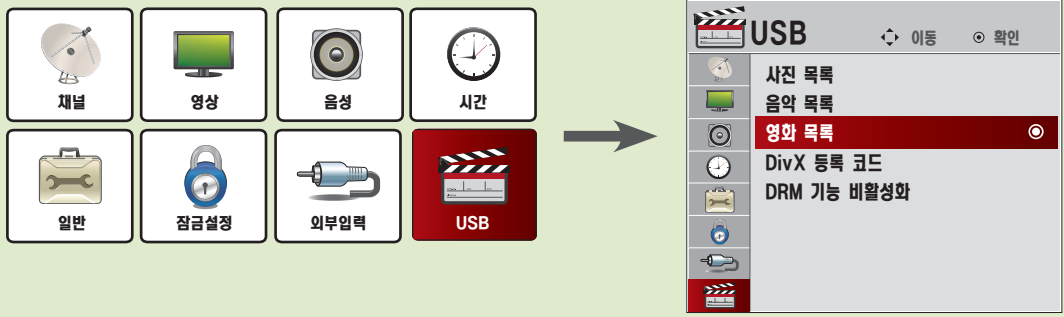 채널
영상
음성
시간
일반
잠금설정
외부입력
USB
USB
이동
확인
사진 목록
음악 목록
영화 목록
DivX 등록 코드
DRM 기능 비활성화